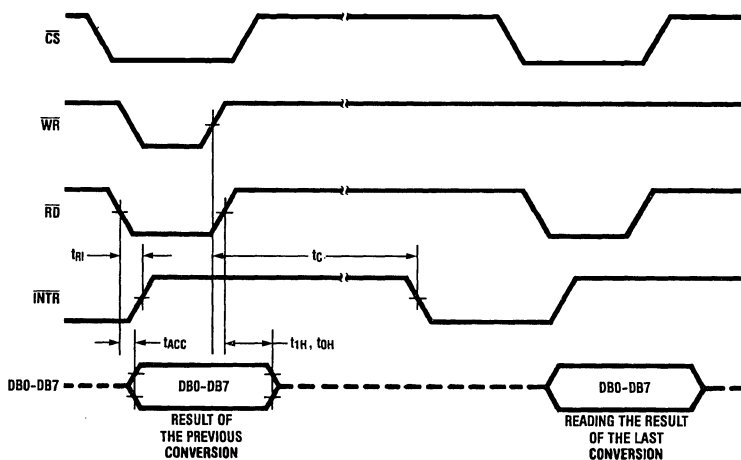 CS
WR
RD
tRI
tC
INTR
tACC
t1H, t0H
DB0-DB7
DB0-DB7
DB0-DB7
RESULT OF
THE PREVIOUS
CONVERSION
READING THE RESULT
OF THE LAST
CONVERSION